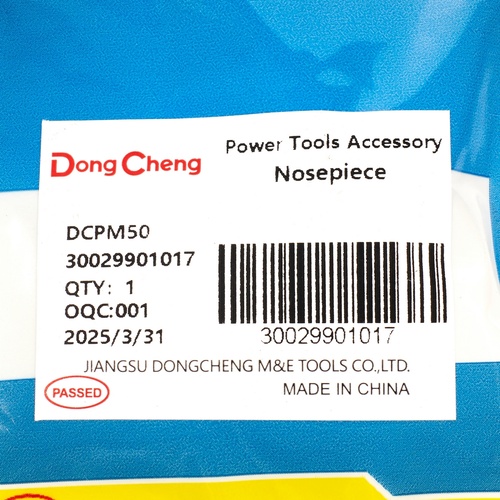 Dong Cheng
Power Tools Accessory
Nosepiece
DCPM50
30029901017
QTY: 1
OQC:001
2025/3/31
30029901017
JIANGSU DONGCHENG M&E TOOLS CO.,LTD.
PASSED
MADE IN CHINA